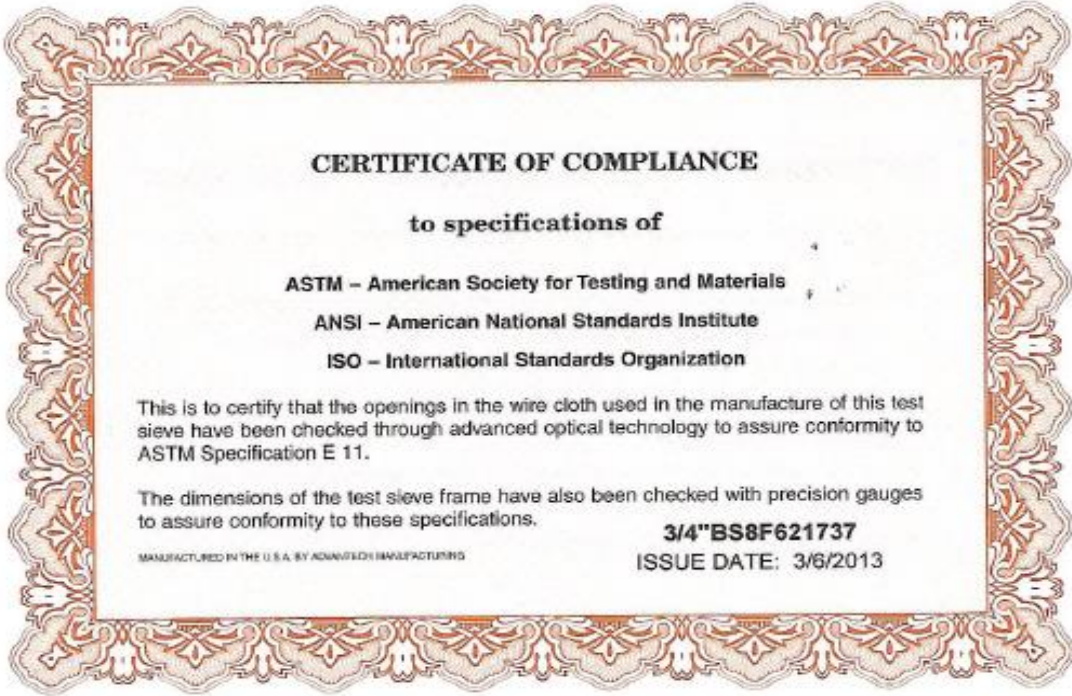 CERTIFICATE OF COMPLIANCE
to specifications of
ASTM – American Society for Testing and Materials
ANSI – American National Standards Institute
ISO – International Standards Organization
This is to certify that the openings in the wire cloth used in the manufacture of this test
sieve have been checked through advanced optical technology to assure conformity to
ASTM Specification E 11.
The dimensions of the test sieve frame have also been checked with precision gauges
to assure conformity to these specifications.
3/4"BS8F621737
MANUFACTURED IN THE U.S.A. BY ADVANTECH MANUFACTURING
ISSUE DATE: 3/6/2013